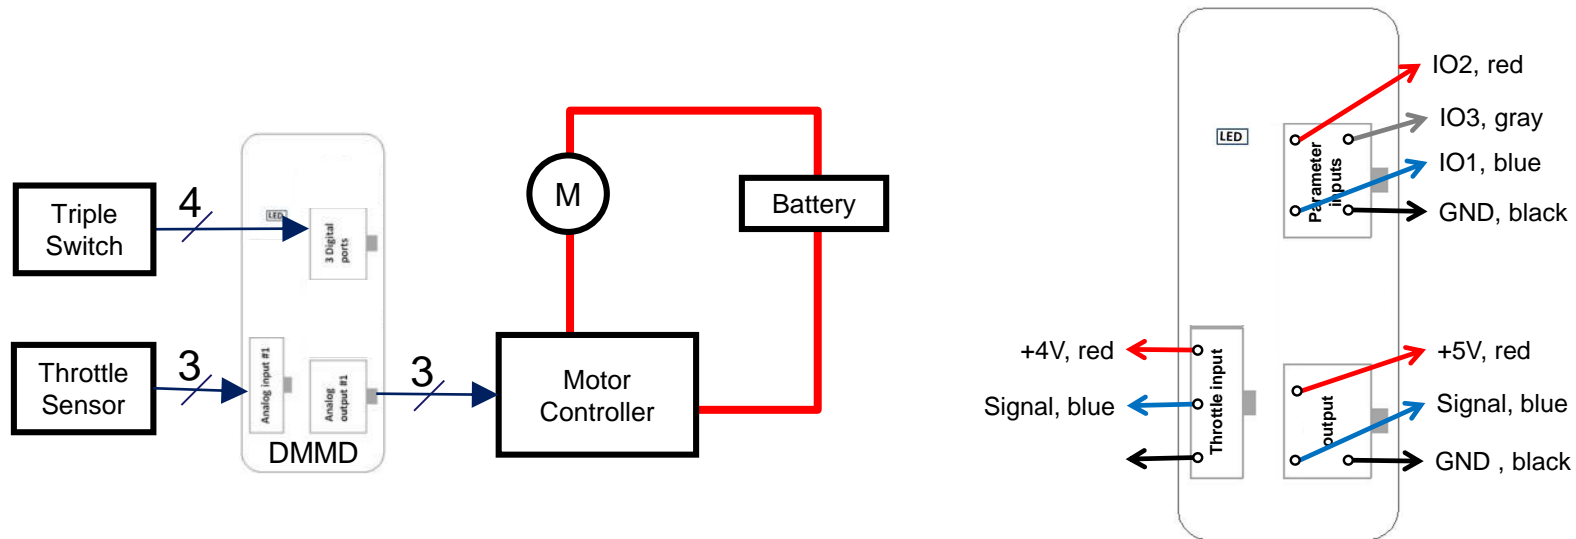 Triple
Switch
4
LED
3 Digital
ports
Throttle
Sensor
3
Analog input #1
Analog
output #1
DMMD
3
M
Battery
Motor
Controller
LED
Parameter
inputs
IO2, red
IO3, gray
IO1, blue
GND, black
+4V, red
Signal, blue
Throttle input
output
+5V, red
Signal, blue
GND , black